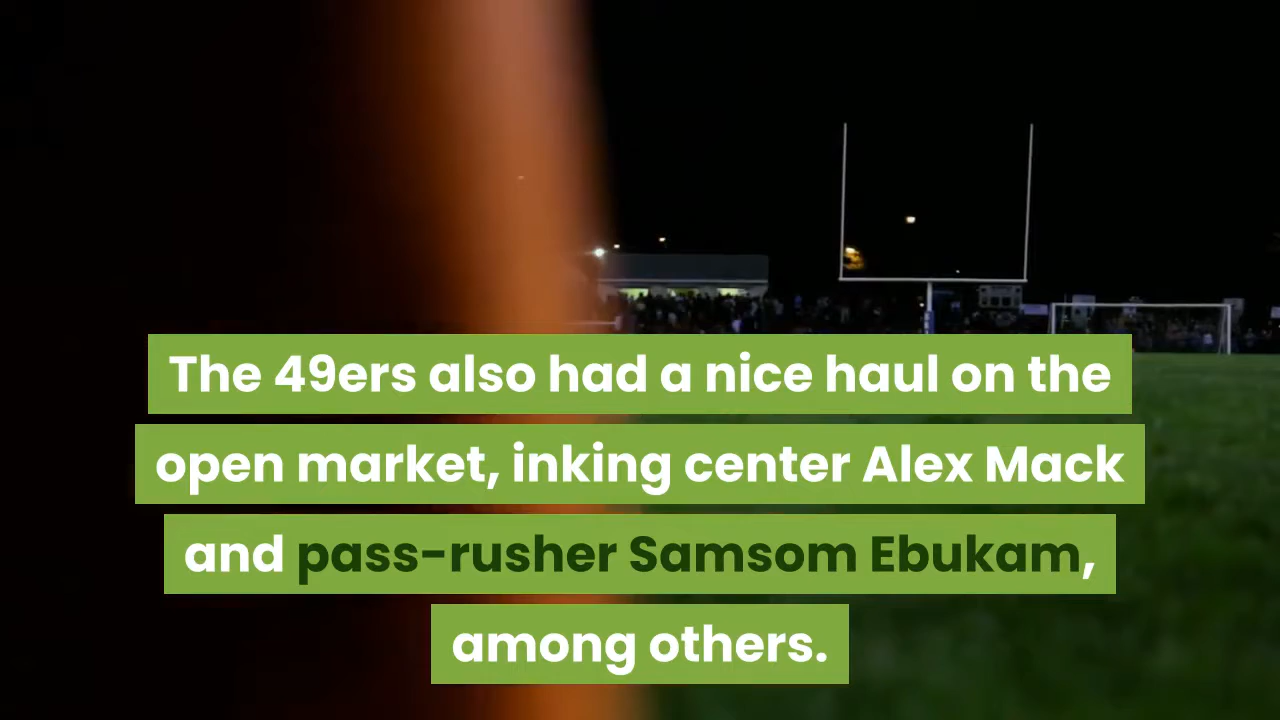 The 49ers also had a nice haul on the
open market, inking center Alex Mack
and pass-rusher Samsom Ebukam,
among others.